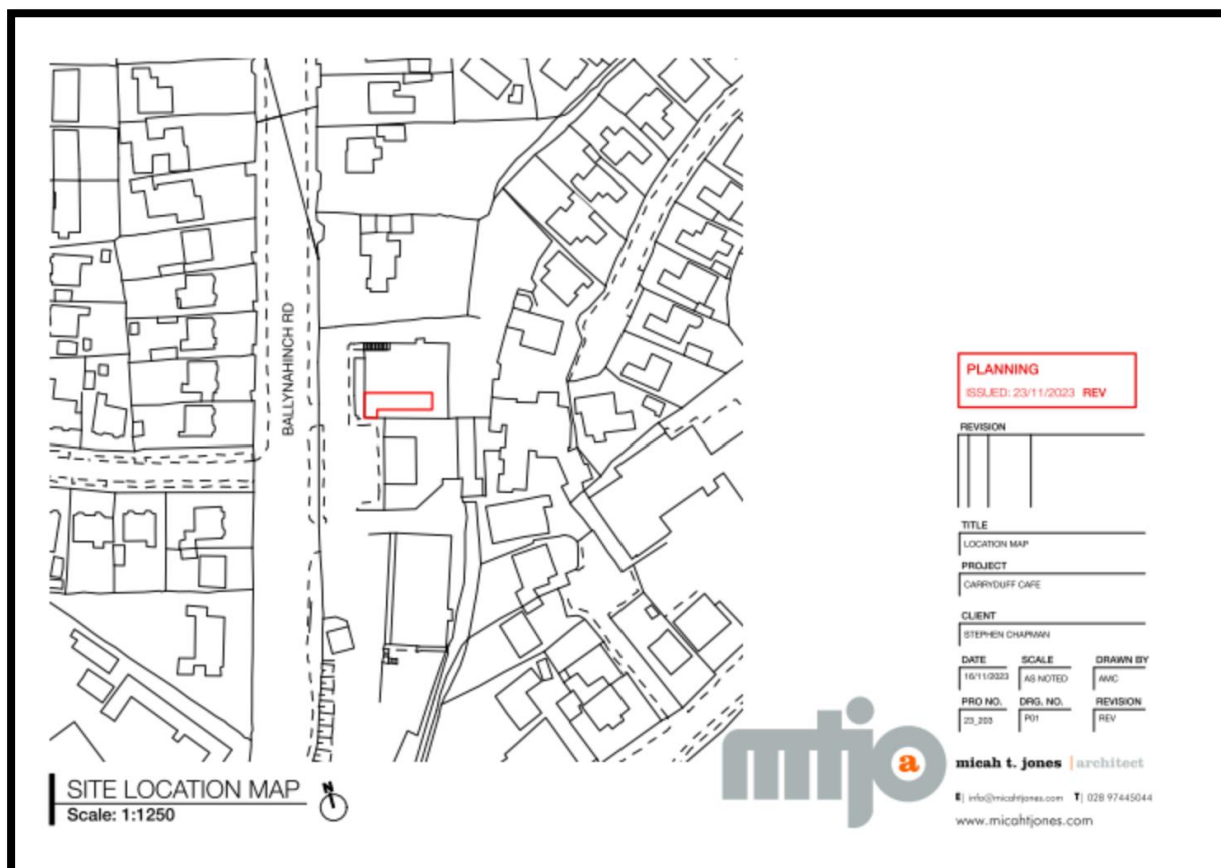 BALLYNAHINCH RD
SITE LOCATION MAP
Scale: 1:1250
N
PLANNING
ISSUED: 23/11/2023 REV
REVISION
TITLE
LOCATION MAP
PROJECT
CARRYDUFF CAFE
CLIENT
STEPHEN CHAPMAN
DATE SCALE DRAWN BY
16/11/2023 AS NOTED AMC
PRO NO. DRG. NO. REVISION
23_203 P01 REV
mtjo a
micah t. jones | architect
E| info@micahtjones.com T| 028 97445044
www.micahtjones.com